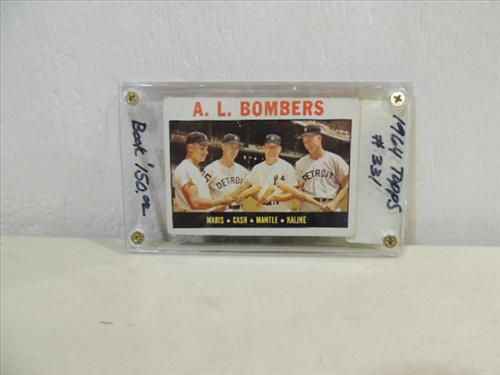 A. L. BOMBERS
DETROIT
DETROIT
MARIS • CASH • MANTLE • KALINE
Book '150.00
1964 Topps
# 331